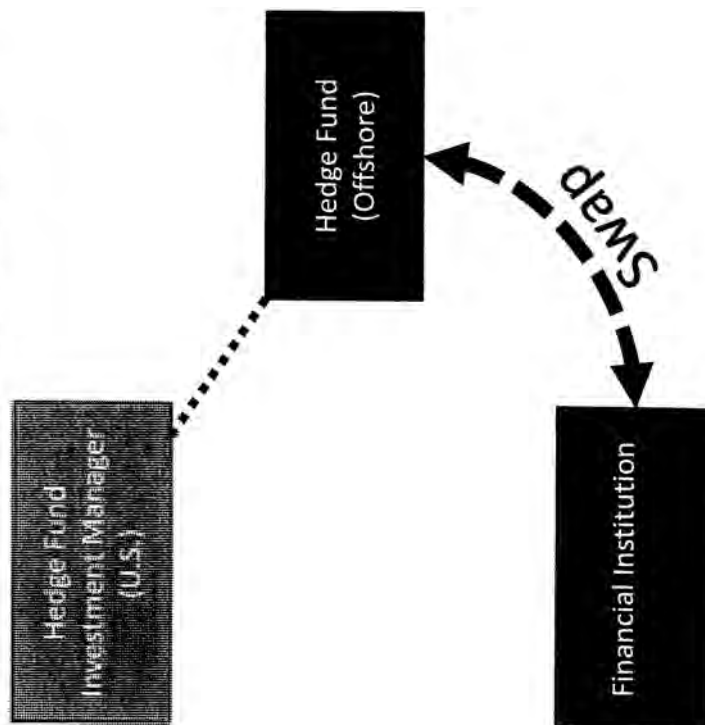 Hedge Fund
Investment Manager
(U.S.)
Hedge Fund
(Offshore)
Swap
Financial Institution